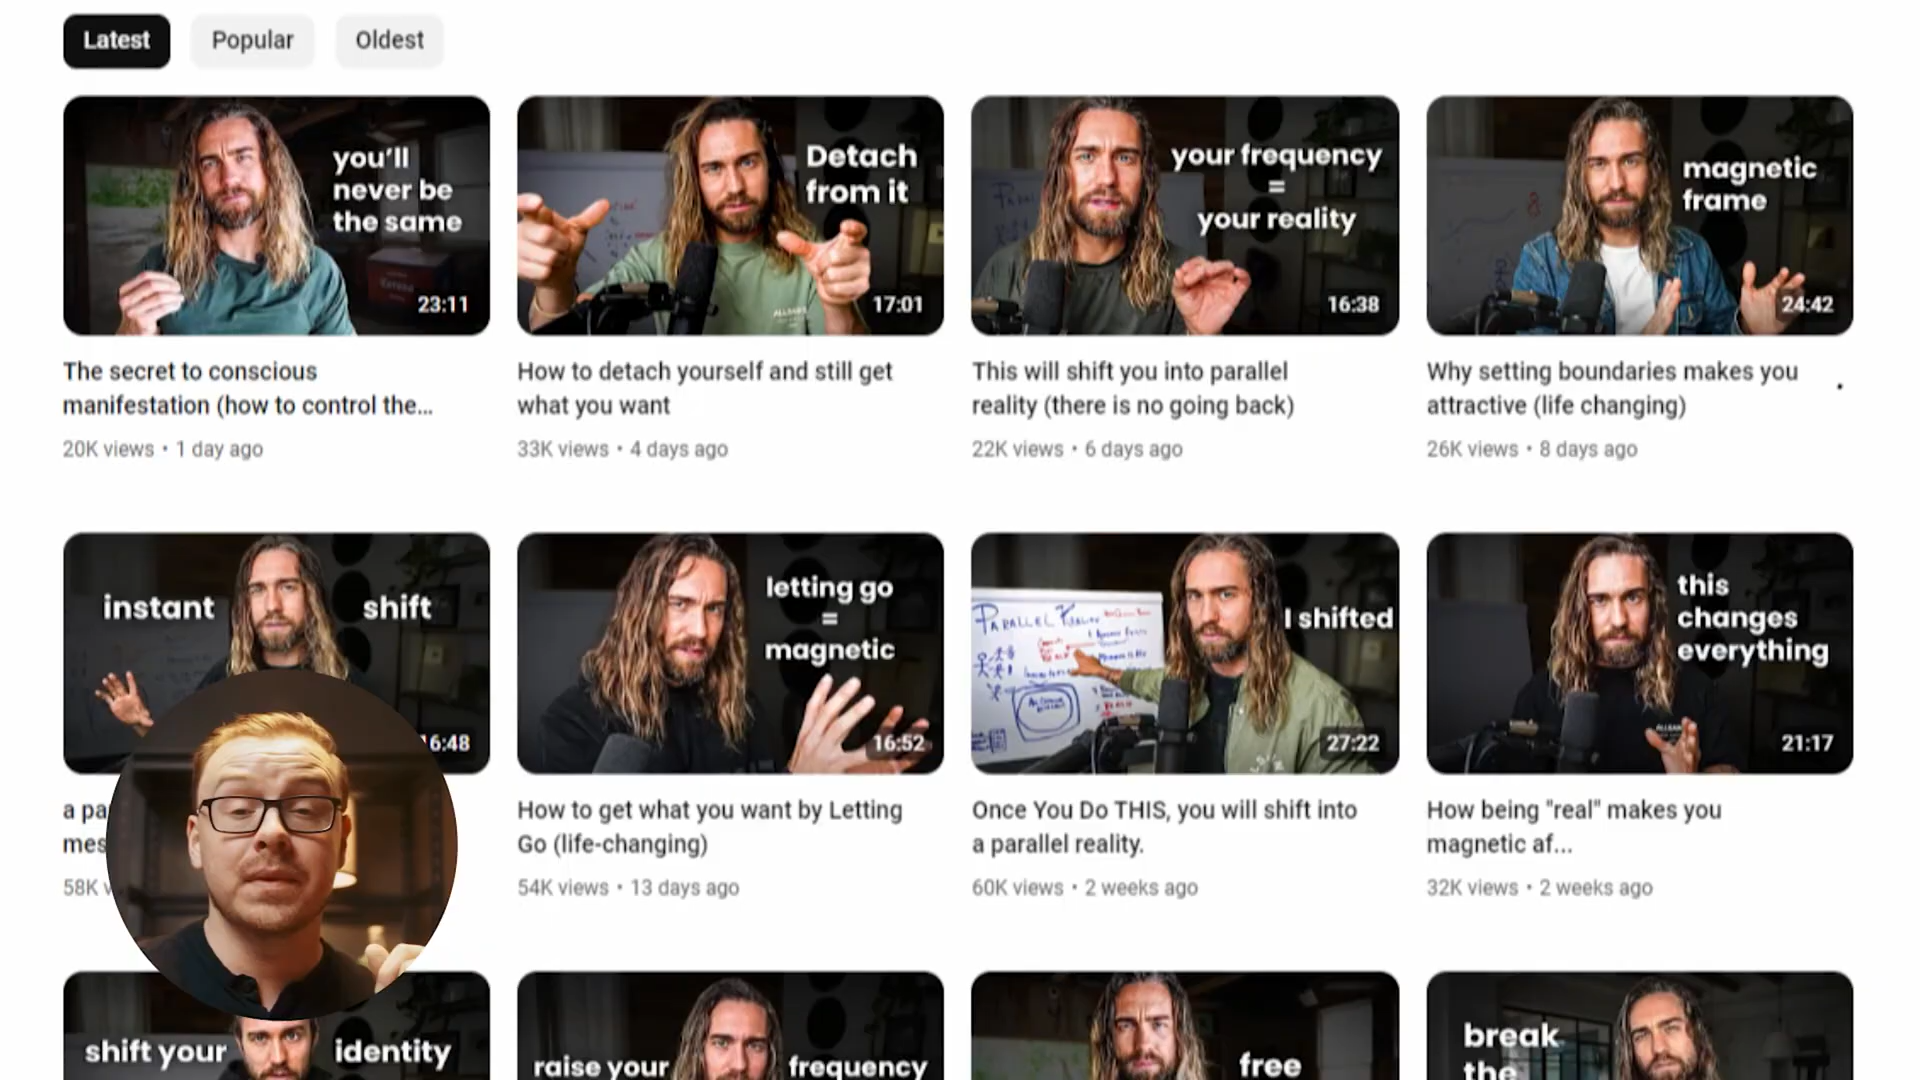 Latest
Popular
Oldest
you'll
never be
the same
23:11
Detach
from it
17:01
your frequency
=
your reality
16:38
magnetic
frame
24:42
The secret to conscious
manifestation (how to control the...
20K views • 1 day ago
How to detach yourself and still get
what you want
33K views • 4 days ago
This will shift you into parallel
reality (there is no going back)
22K views • 6 days ago
Why setting boundaries makes you
attractive (life changing)
26K views • 8 days ago
instant shift
16:48
letting go
=
magnetic
16:52
PARALLEL
I shifted
27:22
this
changes
everything
21:17
a pa
mes
58K v
How to get what you want by Letting
Go (life-changing)
54K views • 13 days ago
Once You Do THIS, you will shift into
a parallel reality.
60K views • 2 weeks ago
How being "real" makes you
magnetic af...
32K views • 2 weeks ago
shift your identity
raise your frequency
free
break
the